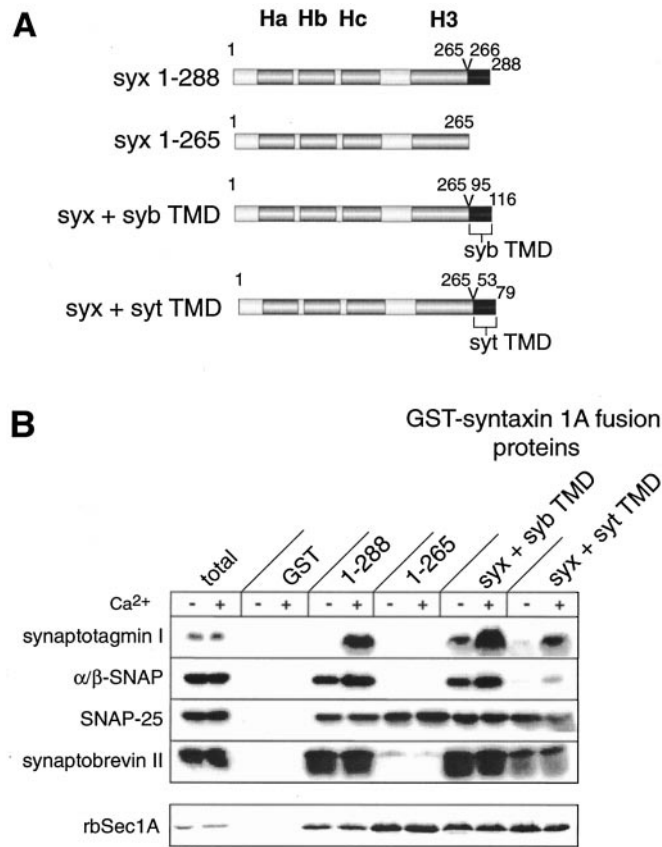 A
Ha Hb Hc H3
1 265 266 288
syx 1-288
1 265
syx 1-265
1 265 95 116
syx + syb TMD
syb TMD
1 265 53 79
syx + syt TMD
syt TMD
B
GST-syntaxin 1A fusion
proteins
total GST 1-288 1-265 syx + syb TMD syx + syt TMD
Ca2+ - + - + - + - + - + - +
synaptotagmin I
α/β-SNAP
SNAP-25
synaptobrevin II
rbSec1A